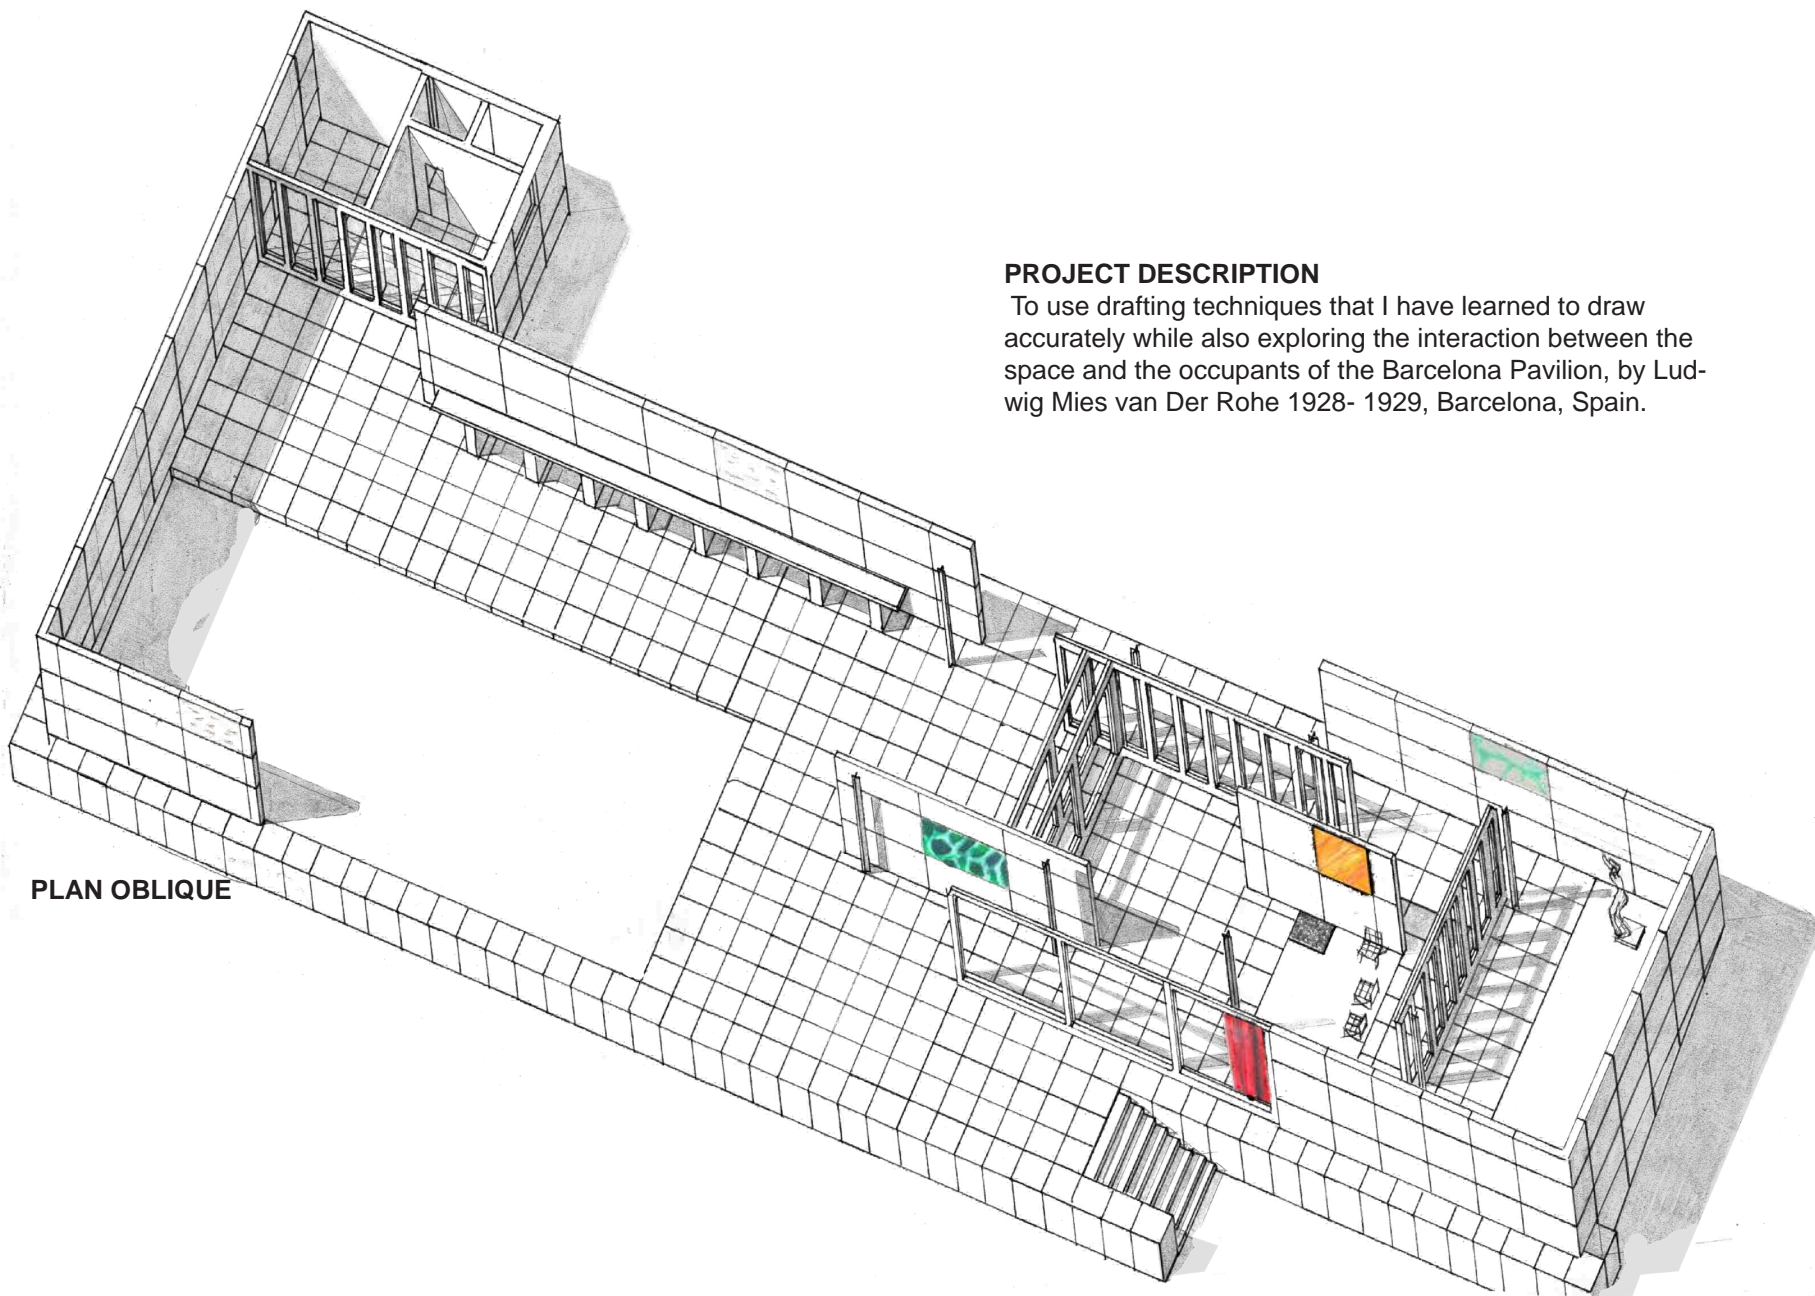 PROJECT DESCRIPTION
To use drafting techniques that I have learned to draw
accurately while also exploring the interaction between the
space and the occupants of the Barcelona Pavilion, by Lud-
wig Mies van Der Rohe 1928- 1929, Barcelona, Spain.
PLAN OBLIQUE